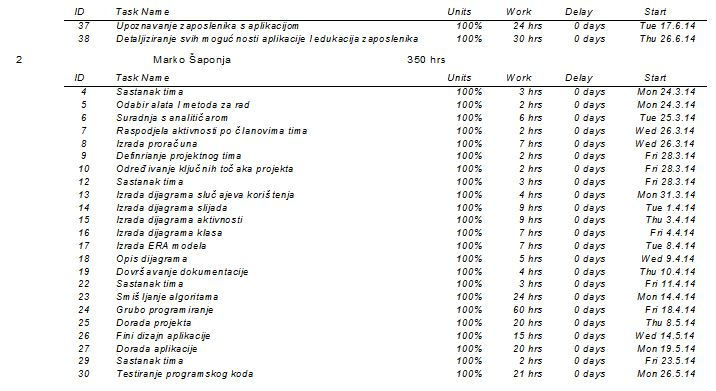 ID Task Name Units Work Delay Start
37 Upoznavanje zaposlenika s aplikacijom 100% 24 hrs 0 days Tue 17.6.14
38 Detaljiziranje svih mogućnosti aplikacije I edukacija zaposlenika 100% 30 hrs 0 days Thu 26.6.14
2 Marko Šaponja 350 hrs
ID Task Name Units Work Delay Start
4 Sastanak tima 100% 3 hrs 0 days Mon 24.3.14
5 Odabir alata I metoda za rad 100% 2 hrs 0 days Mon 24.3.14
6 Suradnja s analitičarom 100% 6 hrs 0 days Tue 25.3.14
7 Raspodjela aktivnosti po članovima tima 100% 2 hrs 0 days Wed 26.3.14
8 Izrada proračuna 100% 7 hrs 0 days Wed 26.3.14
9 Definrianje projektnog tima 100% 2 hrs 0 days Fri 28.3.14
10 Određivanje ključnih točaka projekta 100% 2 hrs 0 days Fri 28.3.14
12 Sastanak tima 100% 3 hrs 0 days Fri 28.3.14
13 Izrada dijagrama slučajeva korištenja 100% 4 hrs 0 days Mon 31.3.14
14 Izrada dijagrama slijada 100% 9 hrs 0 days Tue 1.4.14
15 Izrada dijagrama aktivnosti 100% 9 hrs 0 days Thu 3.4.14
16 Izrada dijagrama klasa 100% 7 hrs 0 days Fri 4.4.14
17 Izrada ERA modela 100% 7 hrs 0 days Tue 8.4.14
18 Opis dijagrama 100% 5 hrs 0 days Wed 9.4.14
19 Dovršavanje dokumentacije 100% 4 hrs 0 days Thu 10.4.14
22 Sastanak tima 100% 3 hrs 0 days Fri 11.4.14
23 Smišljanje algoritama 100% 24 hrs 0 days Mon 14.4.14
24 Grubo programiranje 100% 60 hrs 0 days Fri 18.4.14
25 Dorada projekta 100% 20 hrs 0 days Thu 8.5.14
26 Fini dizajn aplikacije 100% 15 hrs 0 days Wed 14.5.14
27 Dorada aplikacije 100% 20 hrs 0 days Mon 19.5.14
29 Sastanak tima 100% 2 hrs 0 days Fri 23.5.14
30 Testiranje programskog koda 100% 21 hrs 0 days Mon 26.5.14